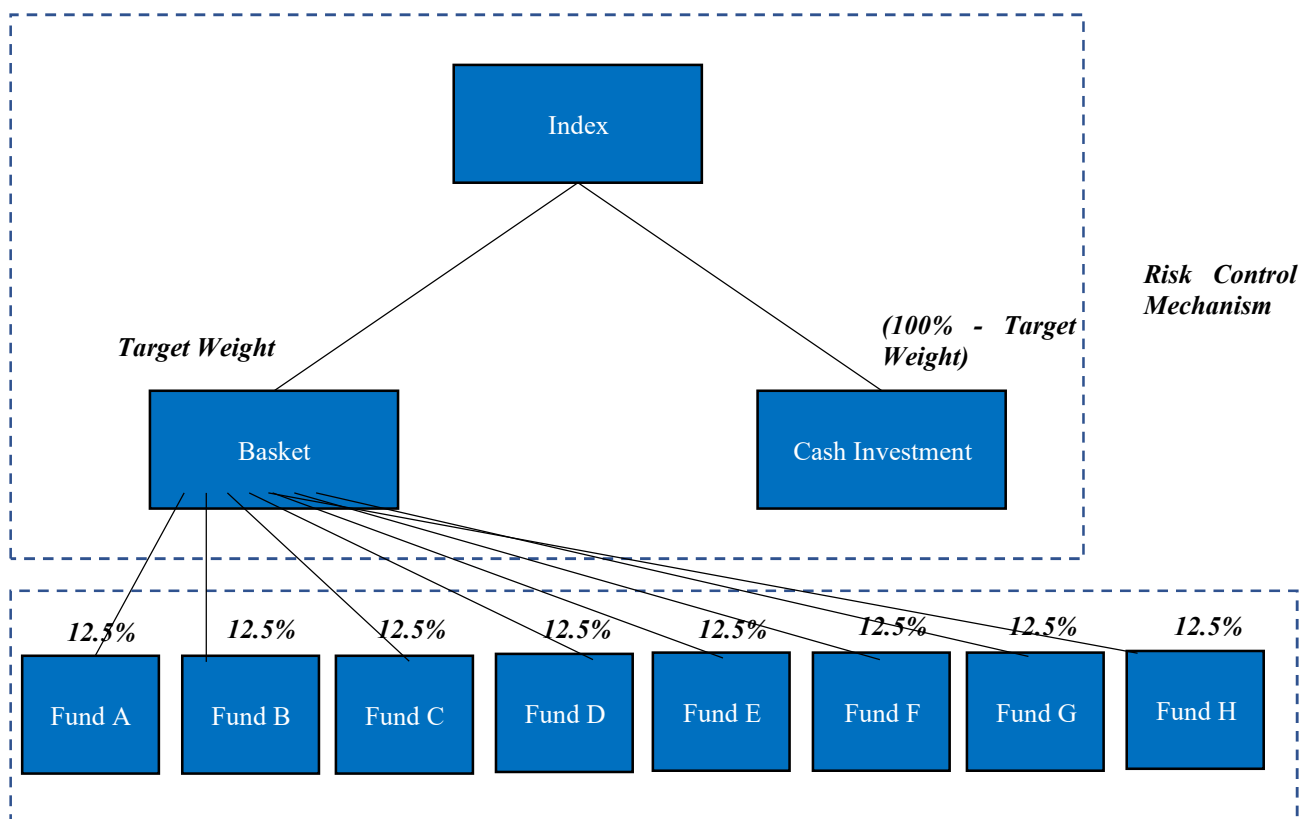 Index
Risk Control
Mechanism
(100% - Target
Weight)
Target Weight
Basket
Cash Investment
12.5% 12.5% 12.5% 12.5% 12.5% 12.5% 12.5% 12.5%
Fund A Fund B Fund C Fund D Fund E Fund F Fund G Fund H